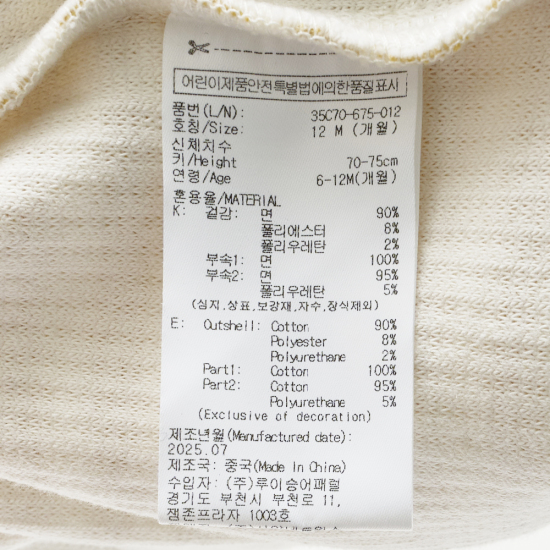 어린이제품안전특별법에의한품질표시
품번(L/N): 35C70-675-012
호칭/Size: 12 M (개월)
신체치수
키/Height 70-75cm
연령/Age 6-12M(개월)
혼용율/MATERIAL
K: 겉감: 면 90%
폴리에스터 8%
폴리우레탄 2%
부속1: 면 100%
부속2: 면 95%
폴리우레탄 5%
(심지,상표,보강재,자수,장식제외)
E: Outshell: Cotton 90%
Polyester 8%
Polyurethane 2%
Part1: Cotton 100%
Part2: Cotton 95%
Polyurethane 5%
(Exclusive of decoration)
제조년월(Manufactured date):
2025.07
제조국: 중국(Made In China)
수입자: (주)루이숑어패럴
경기도 부천시 부천로 11,
잼존프라자 1003호